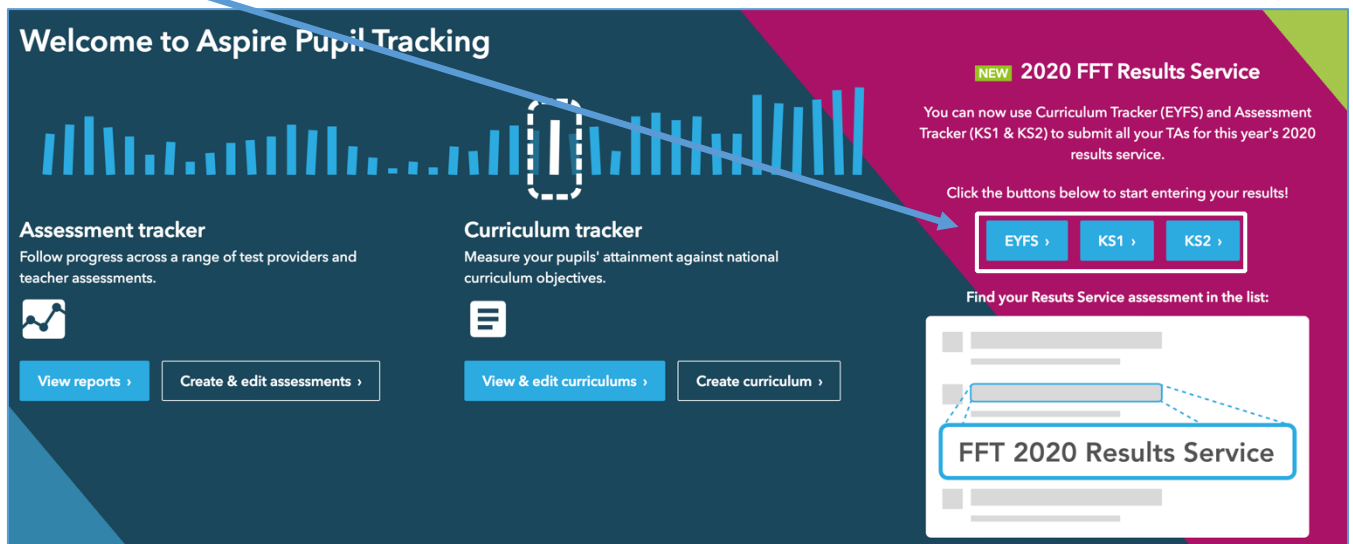 Welcome to Aspire Pupil Tracking
Assessment tracker
Follow progress across a range of test providers and
teacher assessments.
View reports ›
Create & edit assessments ›
Curriculum tracker
Measure your pupils' attainment against national
curriculum objectives.
View & edit curriculums ›
Create curriculum ›
NEW 2020 FFT Results Service
You can now use Curriculum Tracker (EYFS) and Assessment
Tracker (KS1 & KS2) to submit all your TAs for this year's 2020
results service.
Click the buttons below to start entering your results!
EYFS ›
KS1 ›
KS2 ›
Find your Resuts Service assessment in the list:
FFT 2020 Results Service